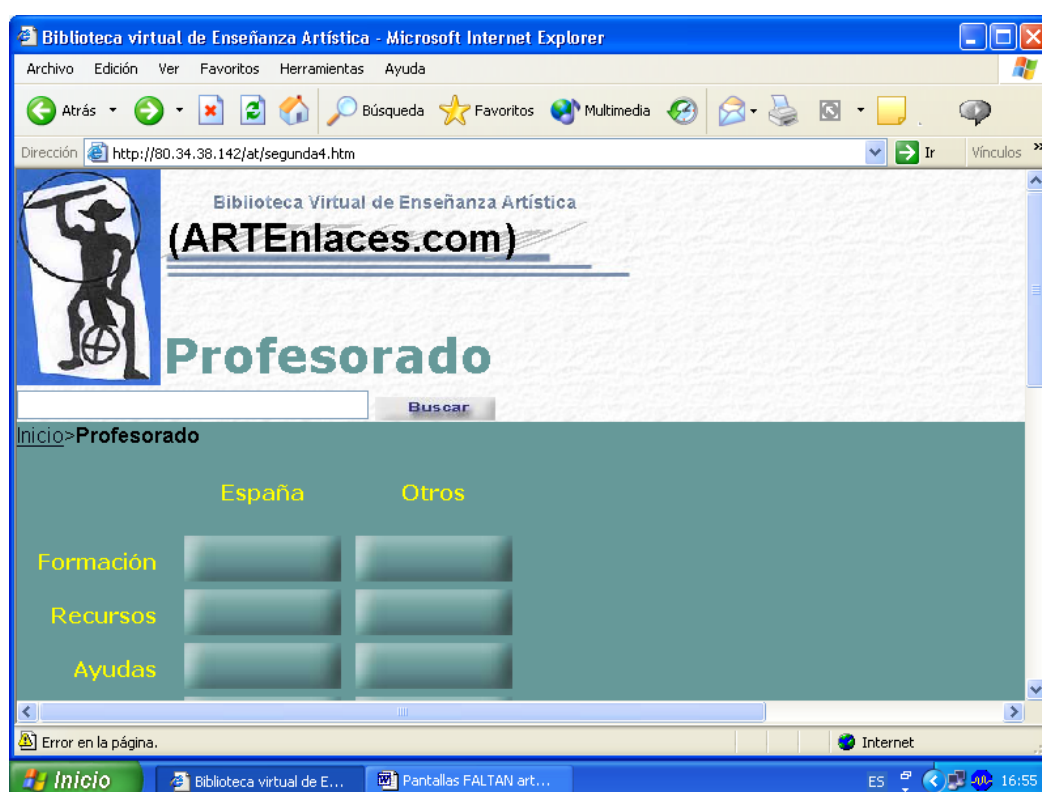 Biblioteca virtual de Enseñanza Artística - Microsoft Internet Explorer
Archivo Edición Ver Favoritos Herramientas Ayuda
Atrás Búsqueda Favoritos Multimedia
Dirección http://80.34.38.142/at/segunda4.htm Ir Vínculos »
Biblioteca Virtual de Enseñanza Artística
(ARTEnlaces.com)
Profesorado
Buscar
Inicio>Profesorado
España Otros
Formación
Recursos
Ayudas
Error en la página. Internet
Inicio Biblioteca virtual de E... Pantallas FALTAN art... ES 16:55